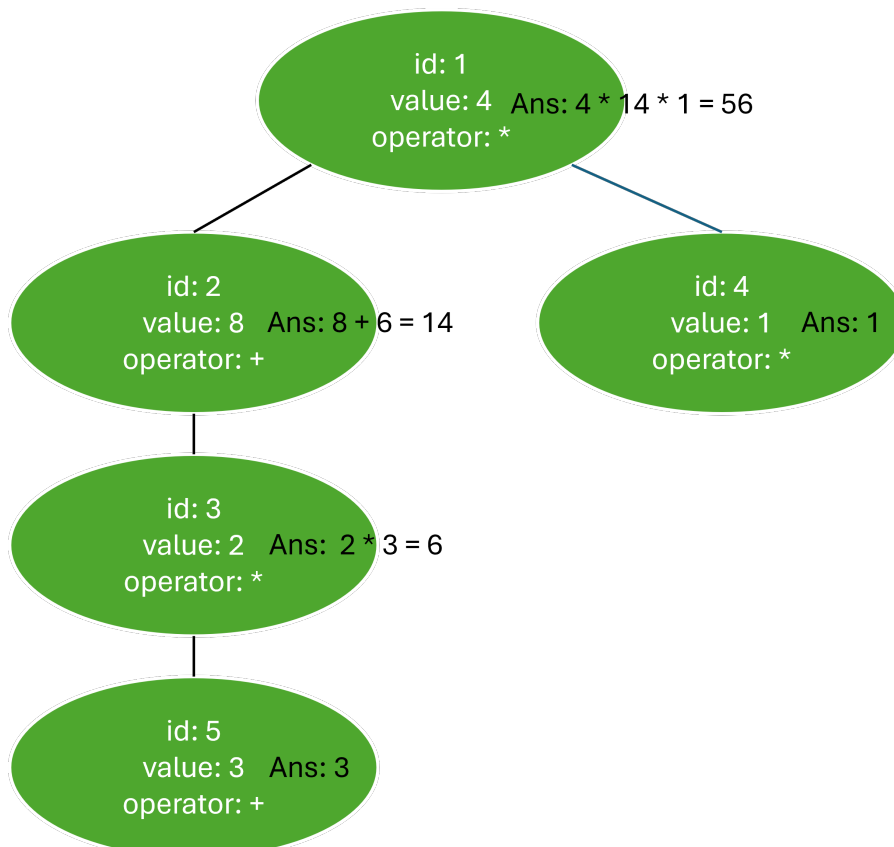 id: 1
value: 4 Ans: 4 * 14 * 1 = 56
operator: *
id: 2
value: 8 Ans: 8 + 6 = 14
operator: +
id: 4
value: 1 Ans: 1
operator: *
id: 3
value: 2 Ans: 2 * 3 = 6
operator: *
id: 5
value: 3 Ans: 3
operator: +